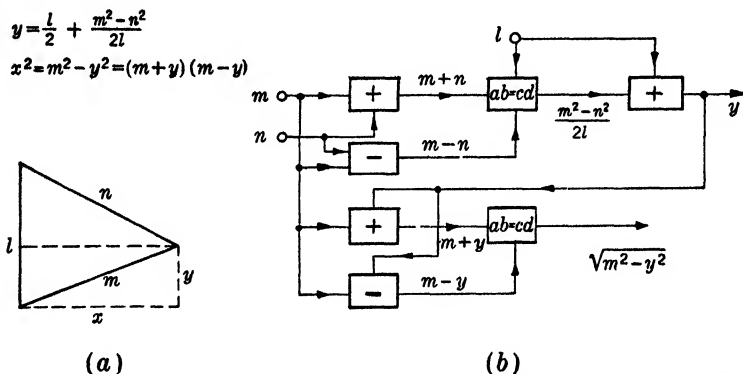 y = l/2 + (m²−n²)/2l
x² = m² − y² = (m+y) (m−y)
l
m
+
m+n
ab=cd
(m²−n²)/2l
+
y
n
−
m−n
n
l
m
y
x
+
m+y
ab=cd
√(m²−y²)
−
m−y
(a)
(b)